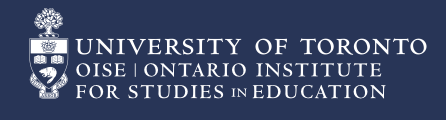 UNIVERSITY OF TORONTO
OISE | ONTARIO INSTITUTE
FOR STUDIES IN EDUCATION